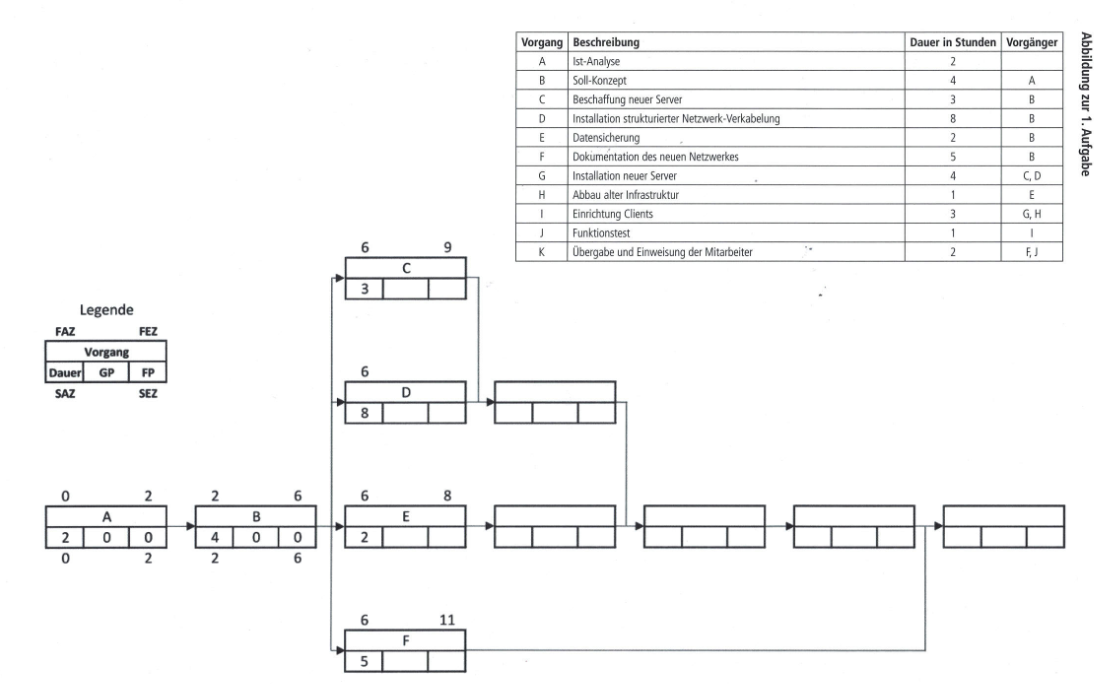 Abbildung zur 1. Aufgabe
Vorgang Beschreibung Dauer in Stunden Vorgänger
A Ist-Analyse 2
B Soll-Konzept 4 A
C Beschaffung neuer Server 3 B
D Installation strukturierter Netzwerk-Verkabelung 8 B
E Datensicherung 2 B
F Dokumentation des neuen Netzwerkes 5 B
G Installation neuer Server 4 C, D
H Abbau alter Infrastruktur 1 E
I Einrichtung Clients 3 G, H
J Funktionstest 1 I
K Übergabe und Einweisung der Mitarbeiter 2 F, J
Legende
FAZ FEZ
Vorgang
Dauer GP FP
SAZ SEZ
6 9
C
3
6
D
8
0 2
A
2 0 0
0 2
2 6
B
4 0 0
2 6
6 8
E
2
6 11
F
5